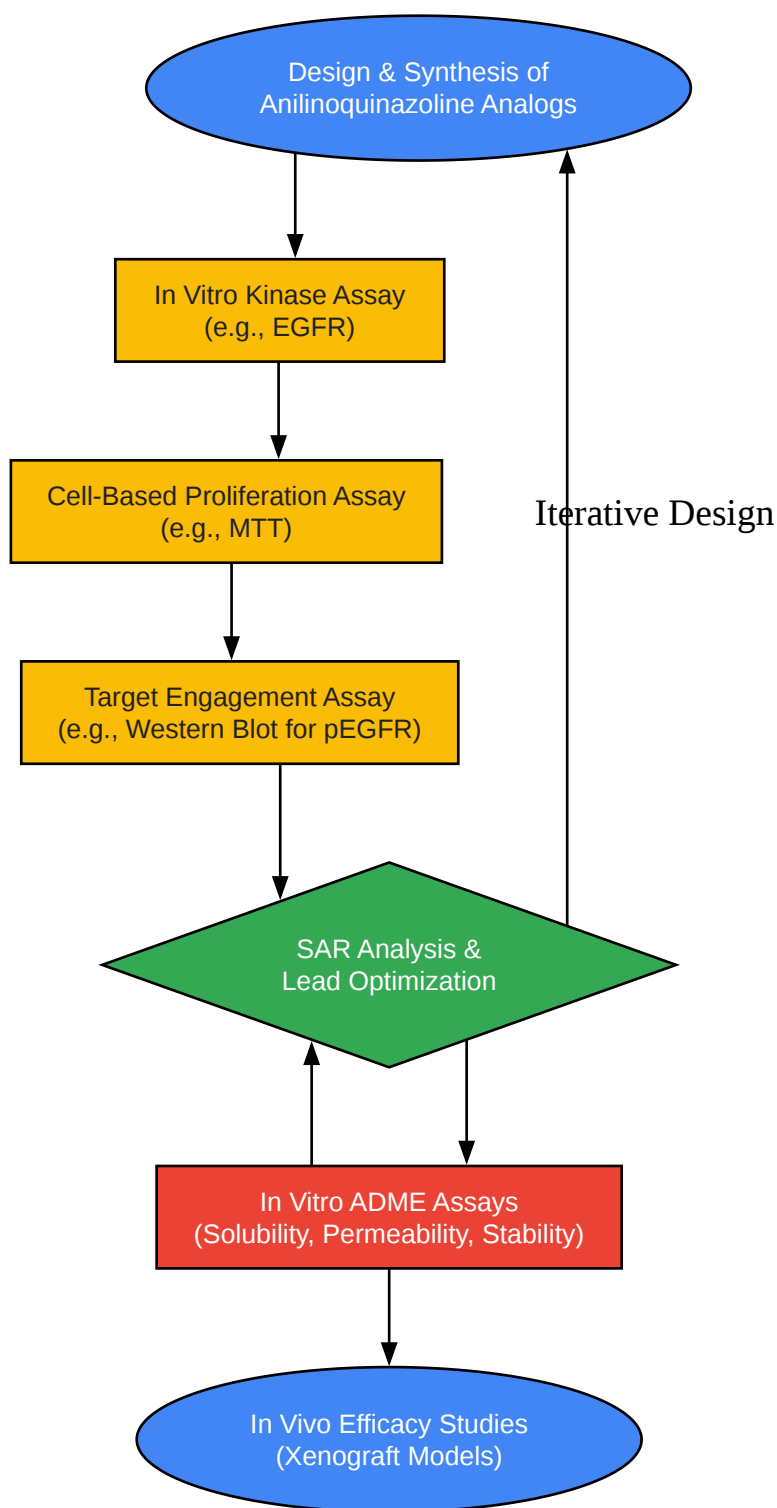 Design & Synthesis of
Anilinoquinazoline Analogs
In Vitro Kinase Assay
(e.g., EGFR)
Cell-Based Proliferation Assay
(e.g., MTT)
Iterative Design
Target Engagement Assay
(e.g., Western Blot for pEGFR)
SAR Analysis &
Lead Optimization
In Vitro ADME Assays
(Solubility, Permeability, Stability)
In Vivo Efficacy Studies
(Xenograft Models)